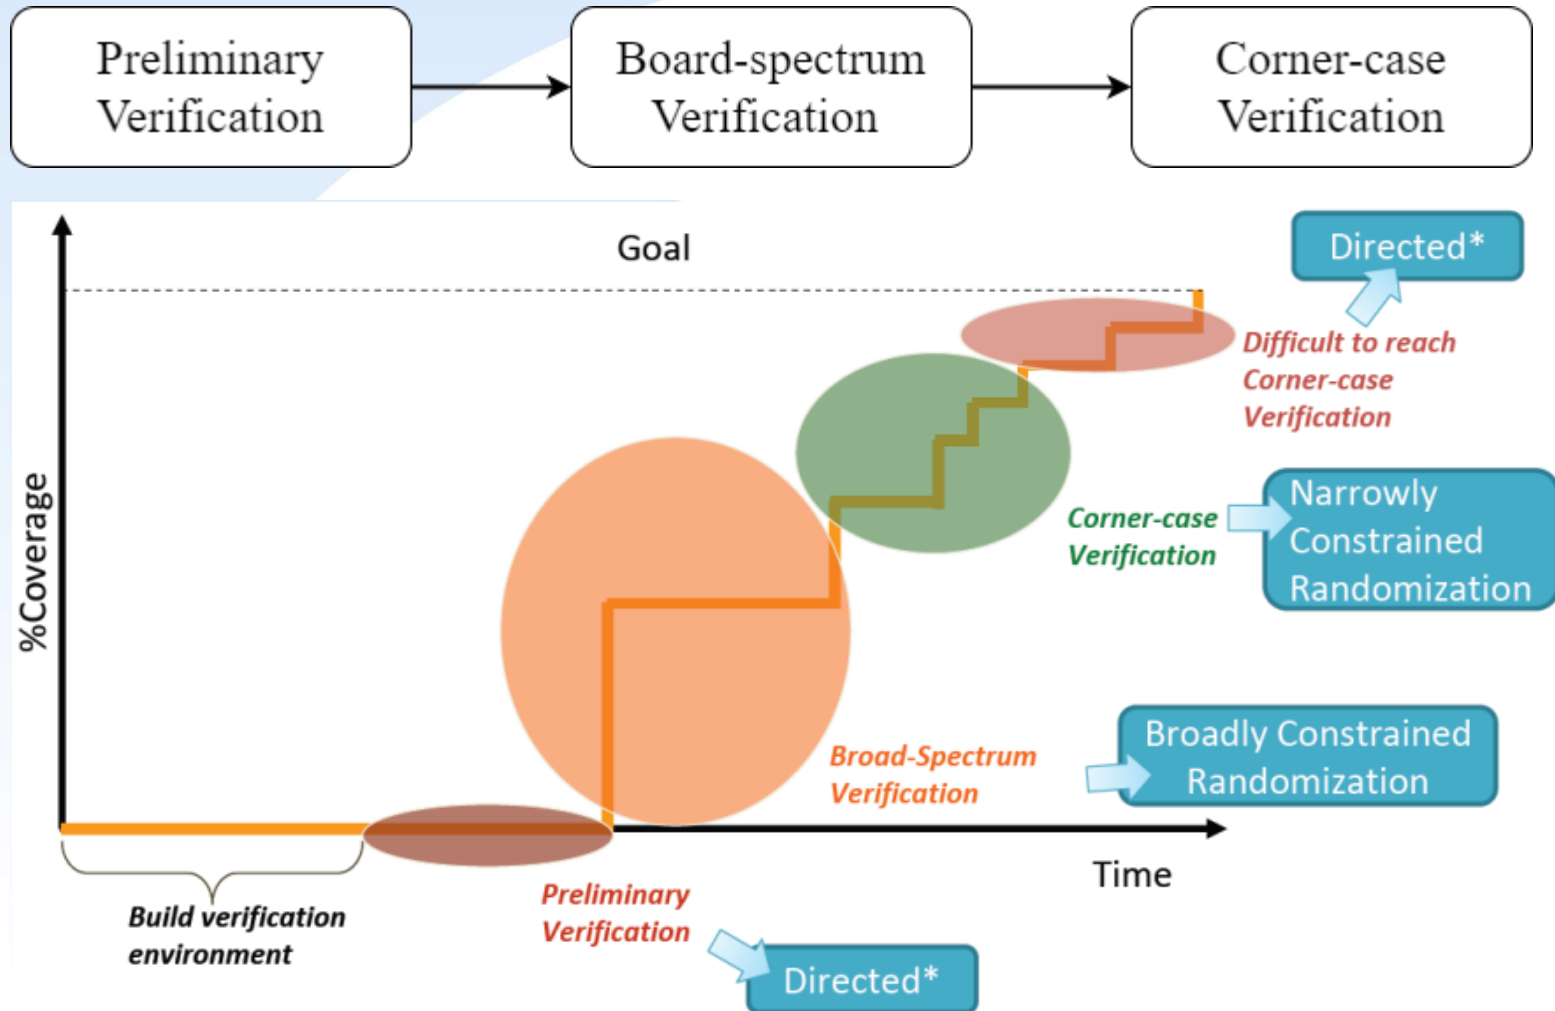 Preliminary
Verification
Board-spectrum
Verification
Corner-case
Verification
Goal
Directed*
Difficult to reach
Corner-case
Verification
%Coverage
Narrowly
Constrained
Randomization
Corner-case
Verification
Broadly Constrained
Randomization
Broad-Spectrum
Verification
Time
Preliminary
Verification
Build verification
environment
Directed*